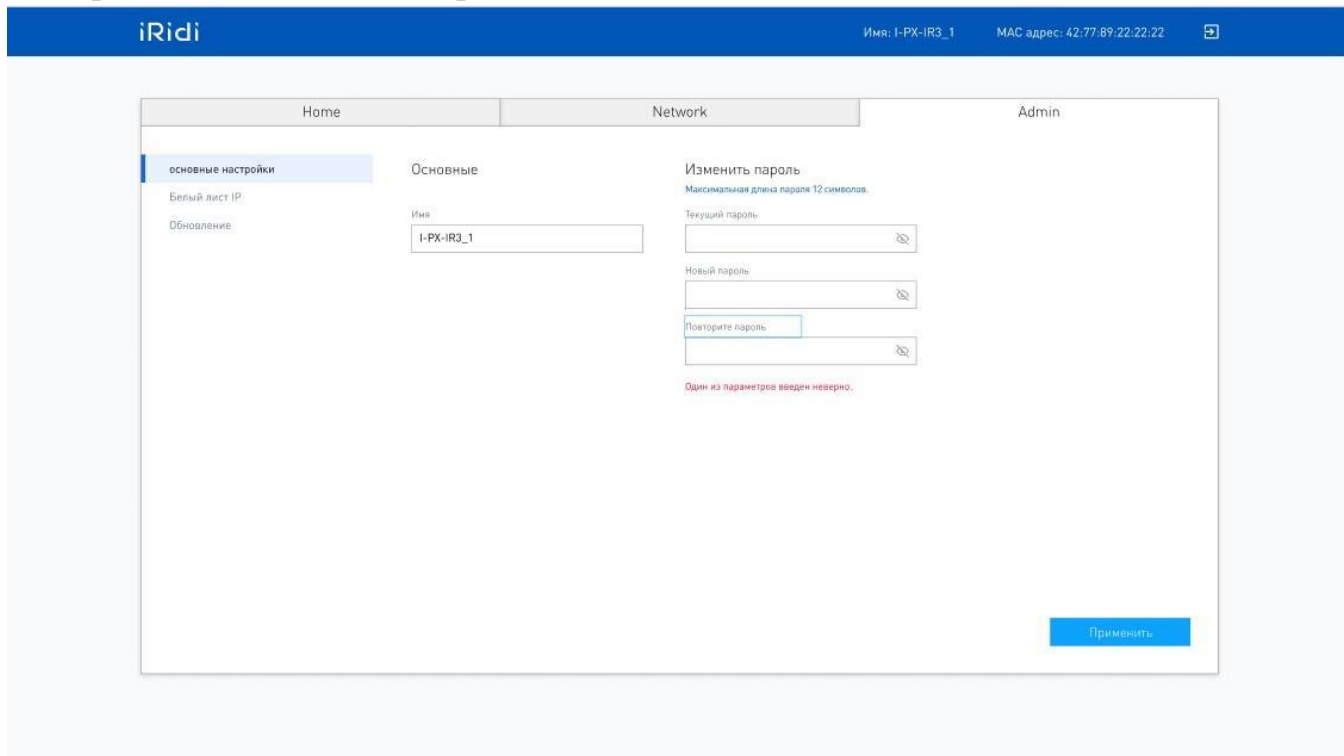 iRidi
Имя: I-PX-IR3_1 MAC адрес: 42:77:89:22:22:22
Home Network Admin
основные настройки
Белый лист IP
Обновление
Основные
Имя
I-PX-IR3_1
Изменить пароль
Максимальная длина пароля 12 символов.
Текущий пароль
Новый пароль
Повторите пароль
Один из параметров введен неверно.
Применить